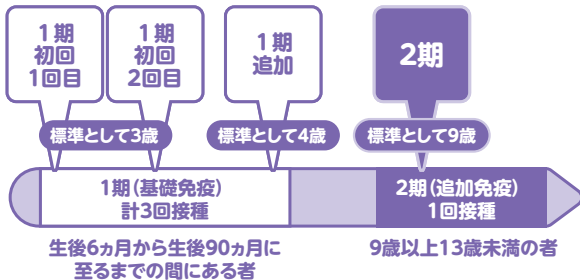 1期
初回
1回目
1期
初回
2回目
1期
追加
2期
標準として3歳
標準として4歳
標準として9歳
1期(基礎免疫)
計3回接種
2期(追加免疫)
1回接種
生後6ヵ月から生後90ヵ月に
至るまでの間にある者
9歳以上13歳未満の者